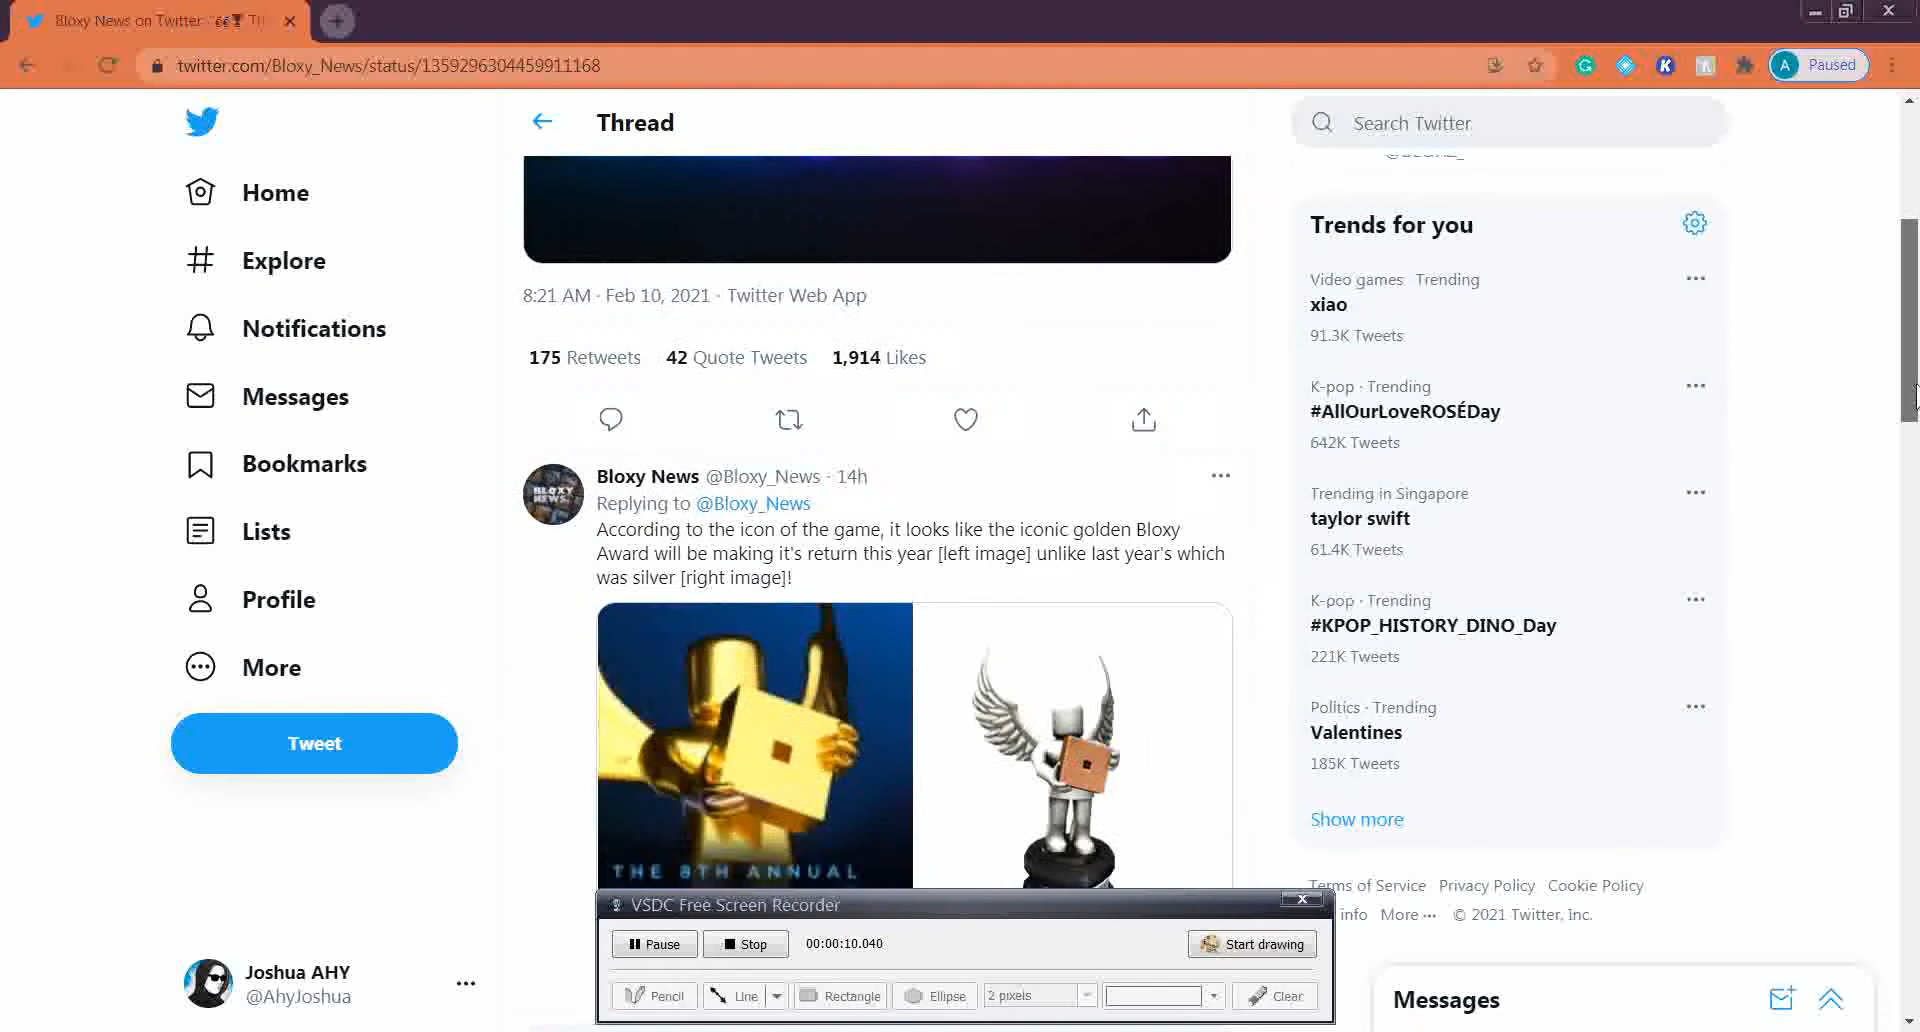 Bloxy News on Twitter:
twitter.com/Bloxy_News/status/1359296304459911168
A Paused
Thread
Search Twitter
Home
Explore
Notifications
Messages
Bookmarks
Lists
Profile
More
Tweet
Joshua AHY
@AhyJoshua
8:21 AM · Feb 10, 2021 · Twitter Web App
175 Retweets 42 Quote Tweets 1,914 Likes
Bloxy News @Bloxy_News · 14h
Replying to @Bloxy_News
According to the icon of the game, it looks like the iconic golden Bloxy
Award will be making it's return this year [left image] unlike last year's which
was silver [right image]!
BLOXY
NEWS
THE 8TH ANNUAL
VSDC Free Screen Recorder
Pause Stop 00:00:10.040 Start drawing
Pencil Line Rectangle Ellipse 2 pixels Clear
Trends for you
Video games Trending
xiao
91.3K Tweets
K-pop · Trending
#AllOurLoveROSÉDay
642K Tweets
Trending in Singapore
taylor swift
61.4K Tweets
K-pop · Trending
#KPOP_HISTORY_DINO_Day
221K Tweets
Politics · Trending
Valentines
185K Tweets
Show more
Terms of Service Privacy Policy Cookie Policy
info More ··· © 2021 Twitter, Inc.
Messages